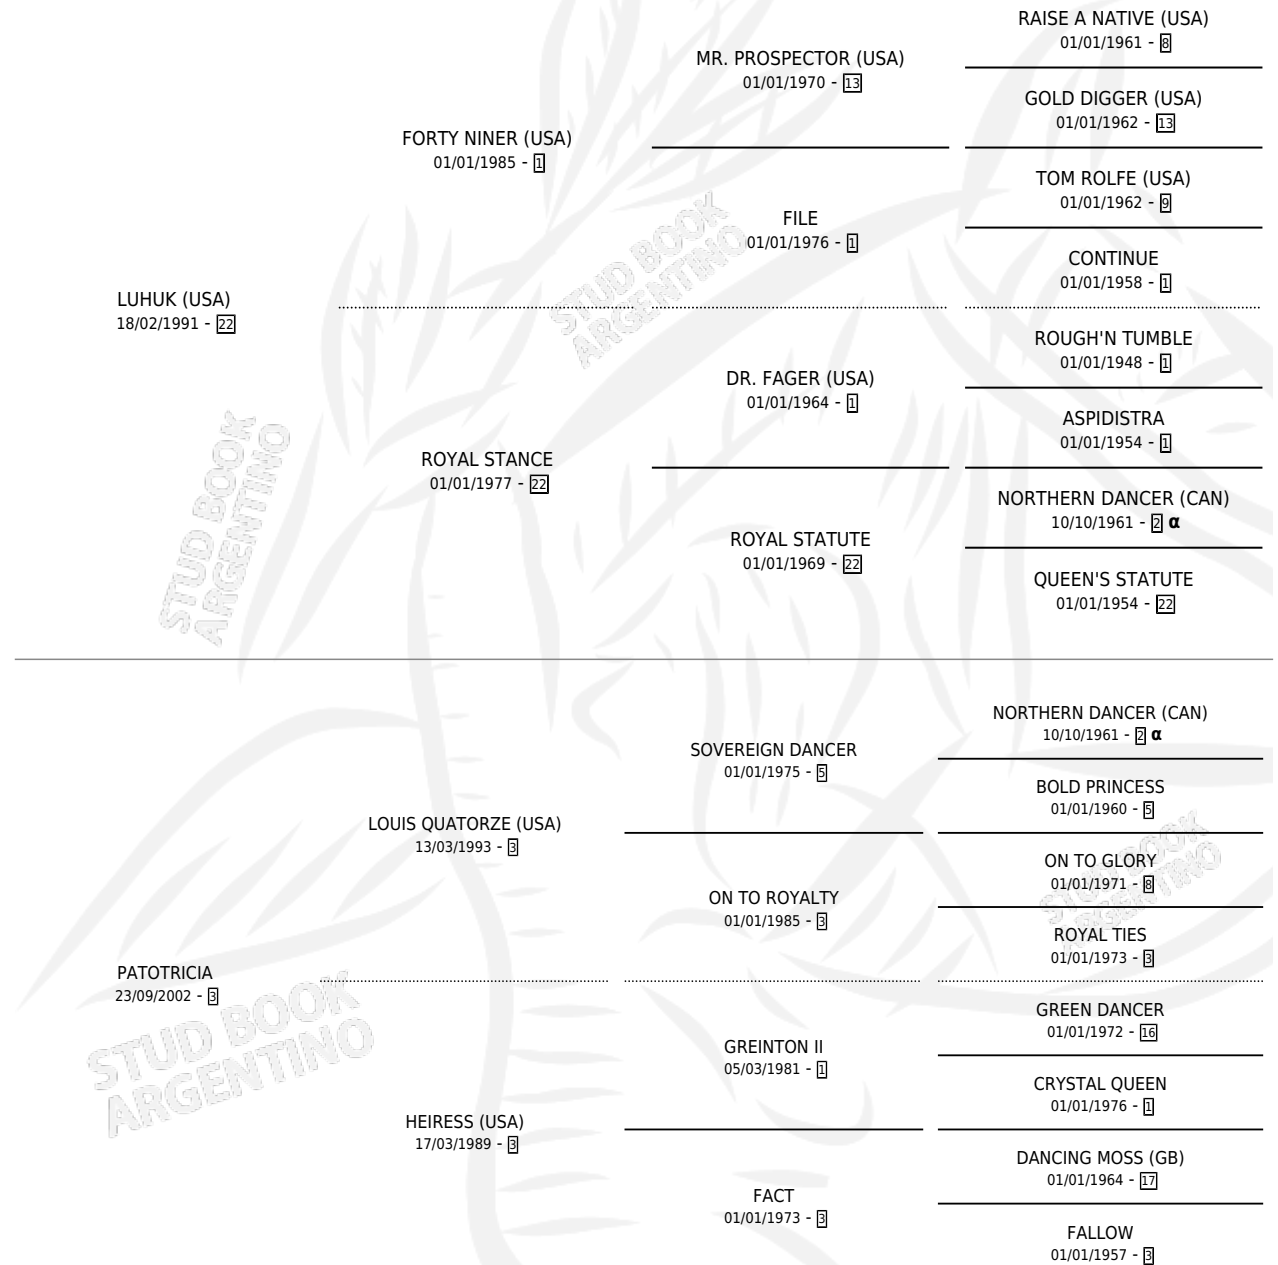 RAISE A NATIVE (USA)
01/01/1961 - 8
MR. PROSPECTOR (USA)
01/01/1970 - 13
GOLD DIGGER (USA)
01/01/1962 - 13
FORTY NINER (USA)
01/01/1985 - 1
TOM ROLFE (USA)
01/01/1962 - 9
FILE
01/01/1976 - 1
CONTINUE
01/01/1958 - 1
LUHUK (USA)
18/02/1991 - 22
ROUGH'N TUMBLE
01/01/1948 - 1
DR. FAGER (USA)
01/01/1964 - 1
ASPIDISTRA
01/01/1954 - 1
ROYAL STANCE
01/01/1977 - 22
NORTHERN DANCER (CAN)
10/10/1961 - 2 α
ROYAL STATUTE
01/01/1969 - 22
QUEEN'S STATUTE
01/01/1954 - 22
NORTHERN DANCER (CAN)
10/10/1961 - 2 α
SOVEREIGN DANCER
01/01/1975 - 5
BOLD PRINCESS
01/01/1960 - 5
LOUIS QUATORZE (USA)
13/03/1993 - 3
ON TO GLORY
01/01/1971 - 8
ON TO ROYALTY
01/01/1985 - 3
ROYAL TIES
01/01/1973 - 3
PATOTRICIA
23/09/2002 - 3
GREEN DANCER
01/01/1972 - 16
GREINTON II
05/03/1981 - 1
CRYSTAL QUEEN
01/01/1976 - 1
HEIRESS (USA)
17/03/1989 - 3
DANCING MOSS (GB)
01/01/1964 - 17
FACT
01/01/1973 - 3
FALLOW
01/01/1957 - 3
STUD BOOK
ARGENTINO
STUD BOOK
ARGENTINO
STUD BOOK
ARGENTINO
STUD BOOK
ARGENTINO